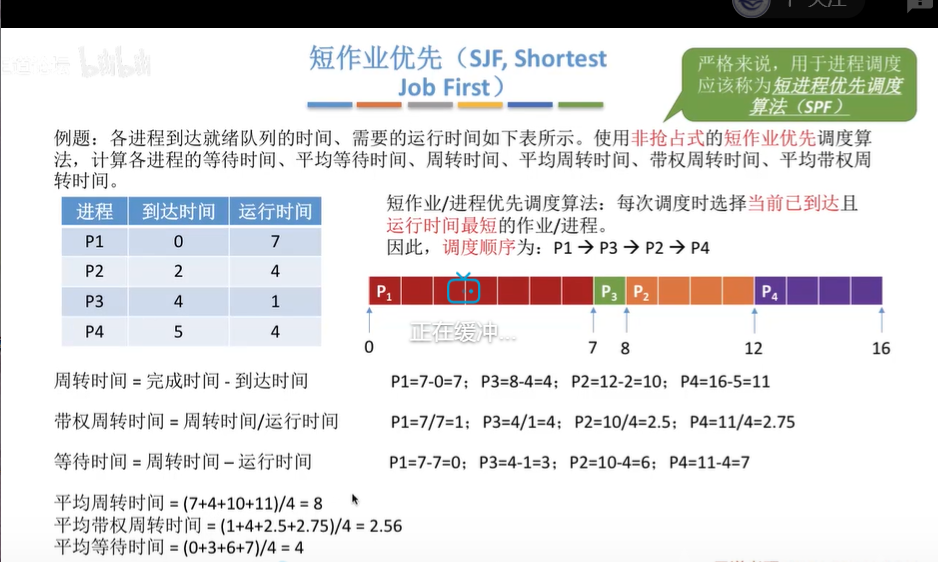 关注
bilibili
短作业优先（SJF, Shortest
Job First）
严格来说，用于进程调度
应该称为短进程优先调度
算法（SPF）
例题：各进程到达就绪队列的时间、需要的运行时间如下表所示。使用非抢占式的短作业优先调度算
法，计算各进程的等待时间、平均等待时间、周转时间、平均周转时间、带权周转时间、平均带权周
转时间。
进程 到达时间 运行时间
P1 0 7
P2 2 4
P3 4 1
P4 5 4
短作业/进程优先调度算法：每次调度时选择当前已到达且
运行时间最短的作业/进程。
因此，调度顺序为：P1 → P3 → P2 → P4
P1 P3 P2 P4
正在缓冲...
0 7 8 12 16
周转时间 = 完成时间 - 到达时间 P1=7-0=7；P3=8-4=4；P2=12-2=10；P4=16-5=11
带权周转时间 = 周转时间/运行时间 P1=7/7=1；P3=4/1=4；P2=10/4=2.5；P4=11/4=2.75
等待时间 = 周转时间 – 运行时间 P1=7-7=0；P3=4-1=3；P2=10-4=6；P4=11-4=7
平均周转时间 = (7+4+10+11)/4 = 8
平均带权周转时间 = (1+4+2.5+2.75)/4 = 2.56
平均等待时间 = (0+3+6+7)/4 = 4